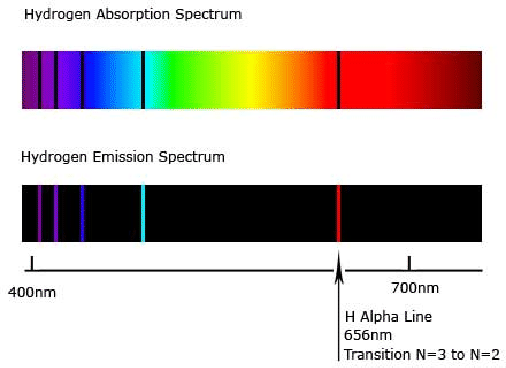 Hydrogen Absorption Spectrum
Hydrogen Emission Spectrum
400nm
700nm
H Alpha Line
656nm
Transition N=3 to N=2